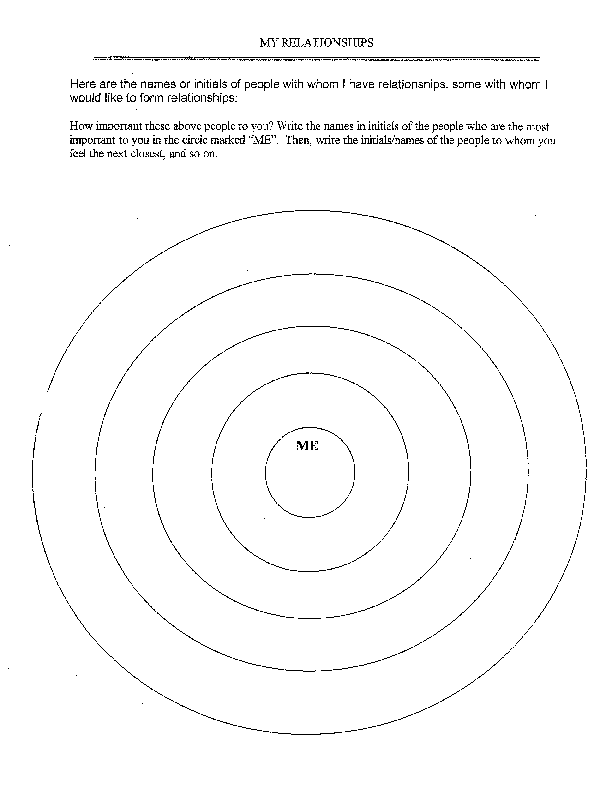 MY RELATIONSHIPS
Here are the names or initials of people with whom I have relationships, some with whom I
would like to form relationships:
How important these above people to you? Write the names in initiels of the people who are the most
important to you in the circle marked "ME". Then, write the initials/names of the people to whom you
feel the next closest, and so on.
ME